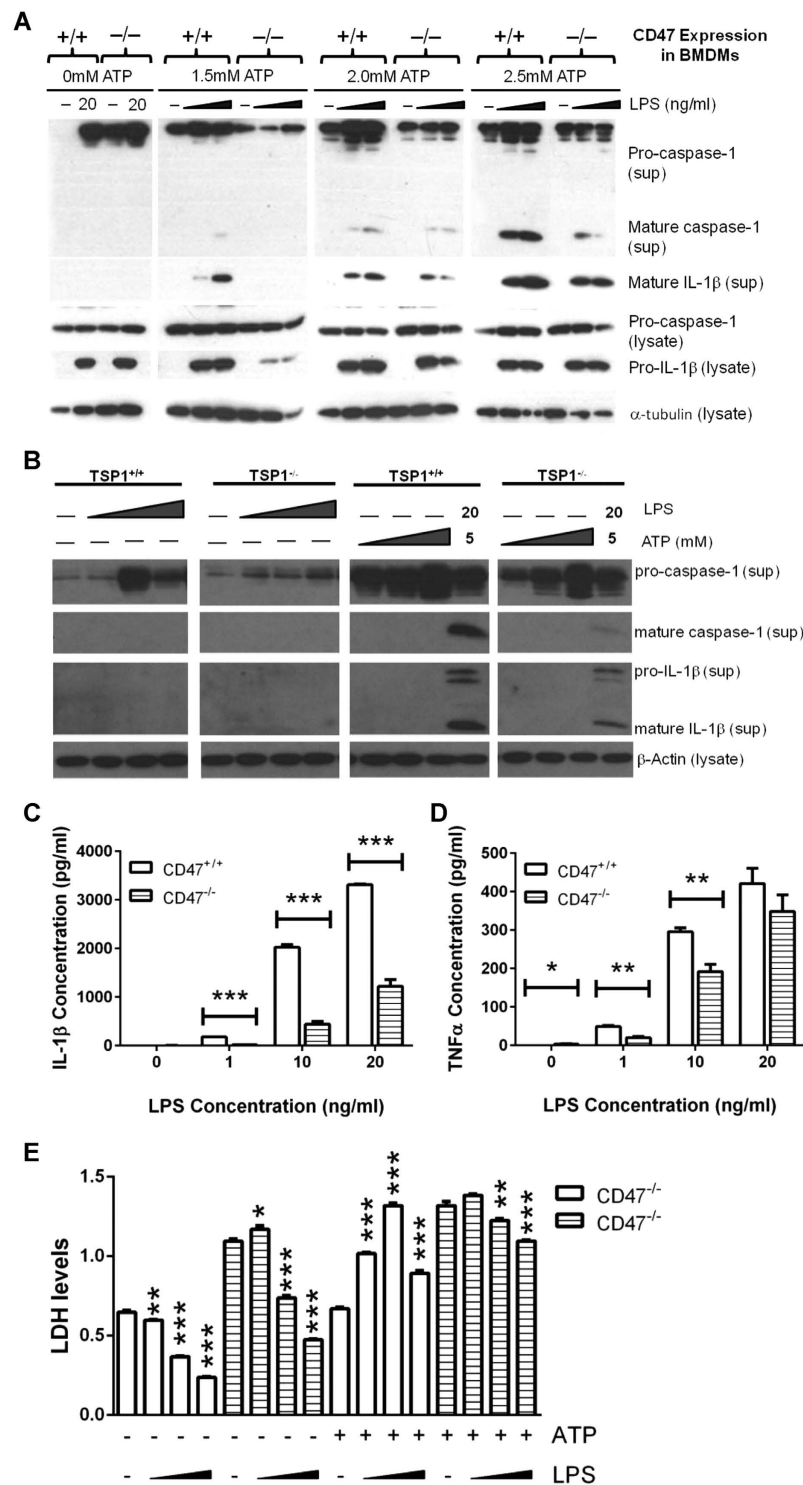 A
+/+ −/− +/+ −/− +/+ −/− +/+ −/− CD47 Expression
in BMDMs
0mM ATP 1.5mM ATP 2.0mM ATP 2.5mM ATP
– 20 – 20 – – – – – – LPS (ng/ml)
Pro-caspase-1
(sup)
Mature caspase-1
(sup)
Mature IL-1β (sup)
Pro-caspase-1
(lysate)
Pro-IL-1β (lysate)
α-tubulin (lysate)
B
TSP1+/+ TSP1-/- TSP1+/+ TSP1-/-
— — — — — 20 — — — 20 LPS
— — — — — — — — 5 5 ATP (mM)
pro-caspase-1 (sup)
mature caspase-1 (sup)
pro-IL-1β (sup)
mature IL-1β (sup)
β-Actin (lysate)
C
IL-1β Concentration (pg/ml)
4000
3000
2000
1000
0
CD47+/+
CD47-/-
***
***
***
0 1 10 20
LPS Concentration (ng/ml)
D
TNFα Concentration (pg/ml)
500
400
300
200
100
0
CD47+/+
CD47-/-
*
**
**
0 1 10 20
LPS Concentration (ng/ml)
E
LDH levels
1.5
1.0
0.5
0.0
** *** *** * *** *** *** *** *** ** ***
CD47-/-
CD47-/-
- - - - - - - - + + + + + + + + ATP
- - - - LPS